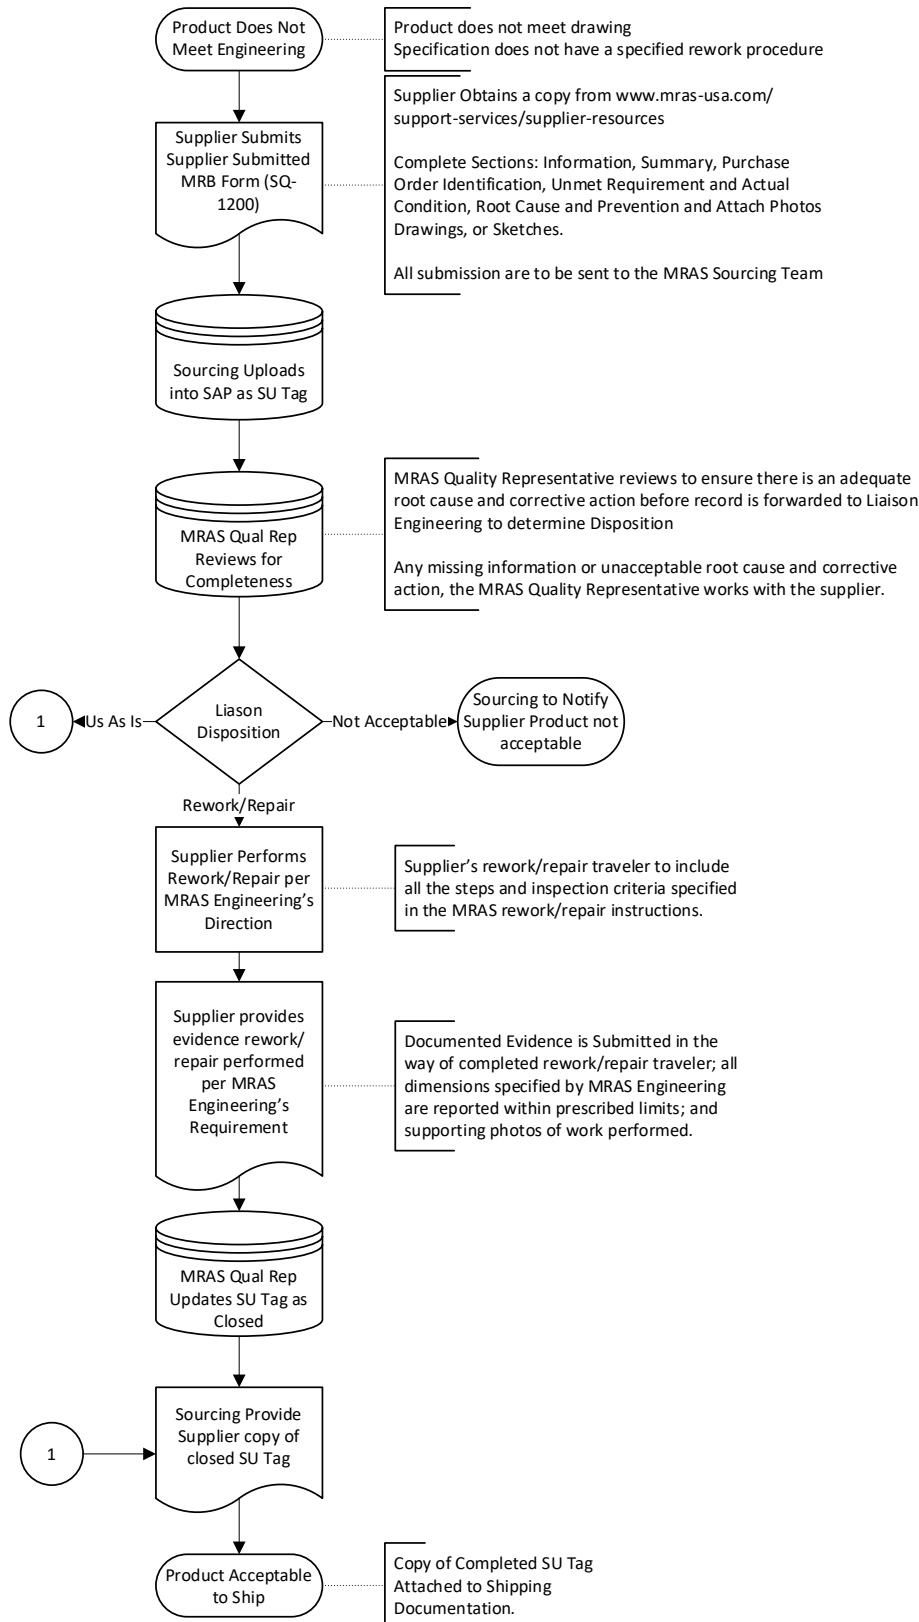 Product Does Not
Meet Engineering
Product does not meet drawing
Specification does not have a specified rework procedure
Supplier Submits
Supplier Submitted
MRB Form (SQ-
1200)
Supplier Obtains a copy from www.mras-usa.com/
support-services/supplier-resources
Complete Sections: Information, Summary, Purchase
Order Identification, Unmet Requirement and Actual
Condition, Root Cause and Prevention and Attach Photos
Drawings, or Sketches.
All submission are to be sent to the MRAS Sourcing Team
Sourcing Uploads
into SAP as SU Tag
MRAS Qual Rep
Reviews for
Completeness
MRAS Quality Representative reviews to ensure there is an adequate
root cause and corrective action before record is forwarded to Liaison
Engineering to determine Disposition
Any missing information or unacceptable root cause and corrective
action, the MRAS Quality Representative works with the supplier.
1
Us As Is
Liason
Disposition
Not Acceptable
Sourcing to Notify
Supplier Product not
acceptable
Rework/Repair
Supplier Performs
Rework/Repair per
MRAS Engineering’s
Direction
Supplier’s rework/repair traveler to include
all the steps and inspection criteria specified
in the MRAS rework/repair instructions.
Supplier provides
evidence rework/
repair performed
per MRAS
Engineering’s
Requirement
Documented Evidence is Submitted in the
way of completed rework/repair traveler; all
dimensions specified by MRAS Engineering
are reported within prescribed limits; and
supporting photos of work performed.
MRAS Qual Rep
Updates SU Tag as
Closed
1
Sourcing Provide
Supplier copy of
closed SU Tag
Product Acceptable
to Ship
Copy of Completed SU Tag
Attached to Shipping
Documentation.